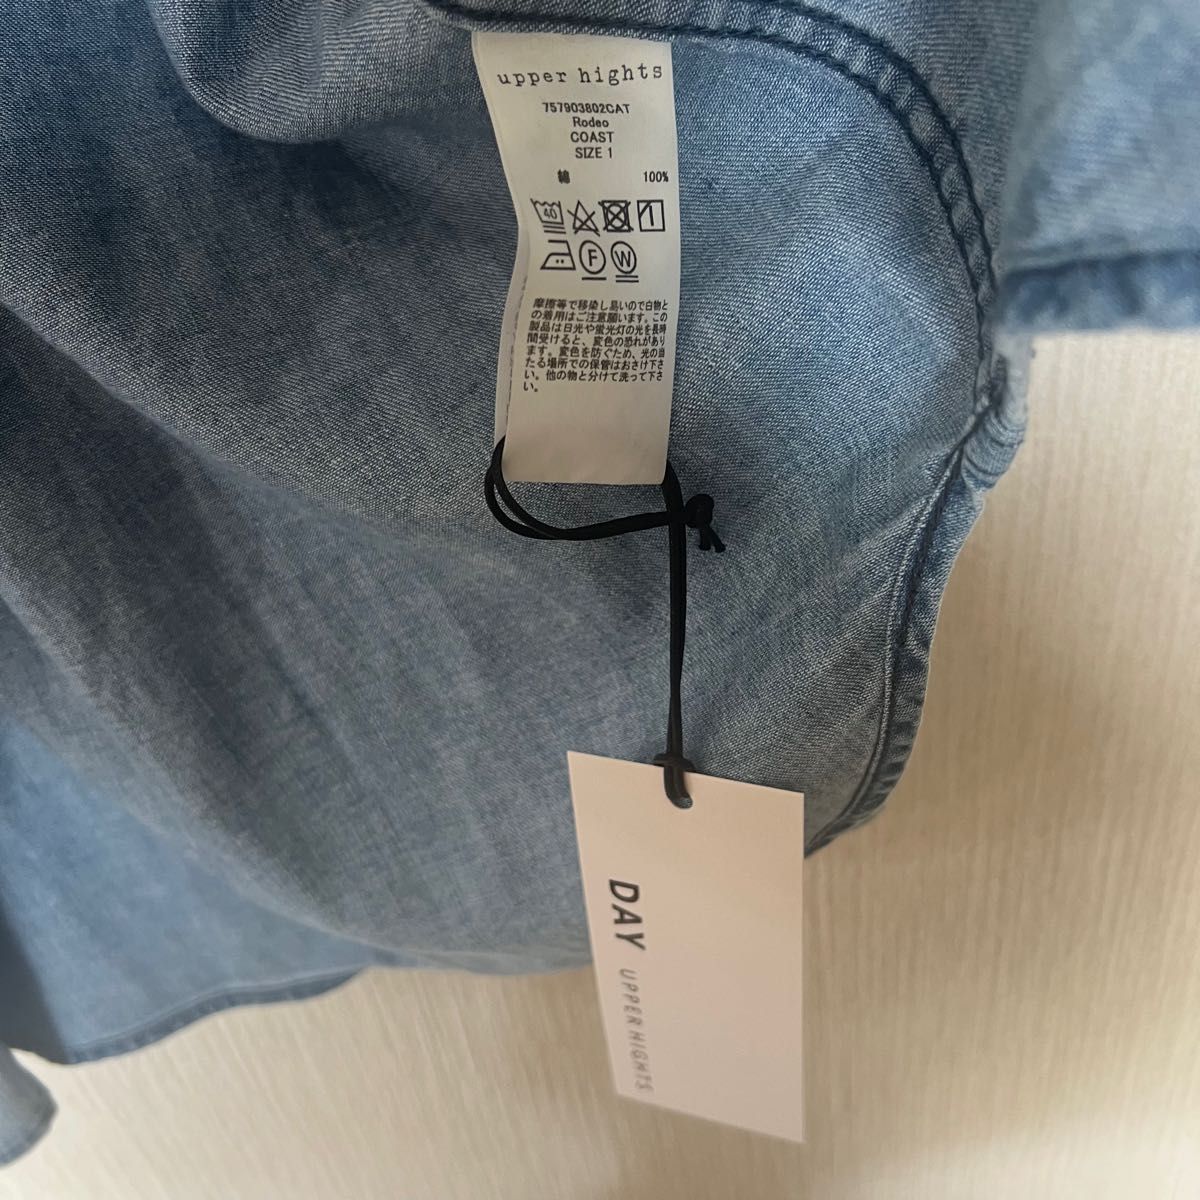 upper hights
757903802CAT
Rodeo
COAST
SIZE 1
綿 100%
40
F W
摩擦等で移染し易いので白物と
の着用はご注意願います。この
製品は日光や蛍光灯の光を長時
間受けると、変色の恐れがあり
ます。変色を防ぐため、光の当
たる場所での保管はおさけ下さ
い。他の物と分けて洗って下さ
い。
DAY UPPER HIGHTS